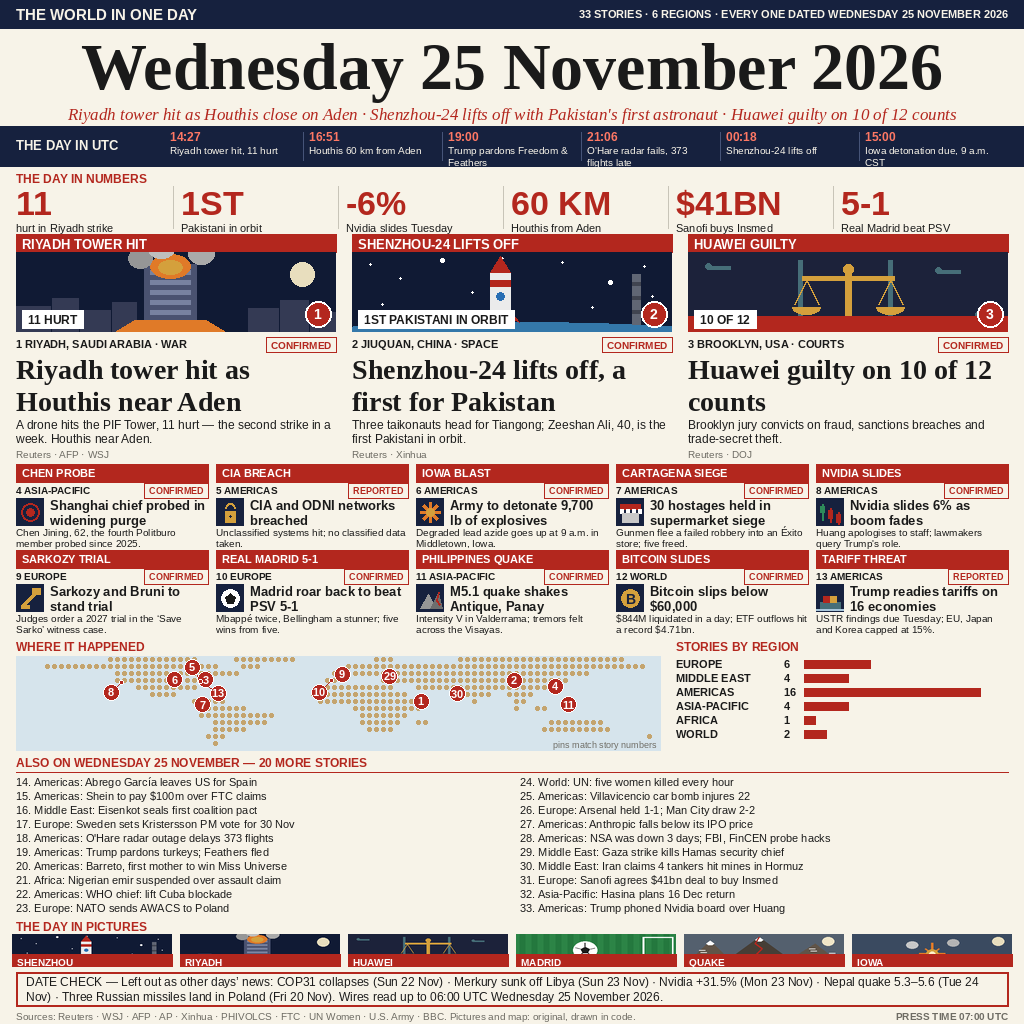 THE WORLD IN ONE DAY
33 STORIES · 6 REGIONS · EVERY ONE DATED WEDNESDAY 25 NOVEMBER 2026
Wednesday 25 November 2026
Riyadh tower hit as Houthis close on Aden · Shenzhou-24 lifts off with Pakistan's first astronaut · Huawei guilty on 10 of 12 counts
THE DAY IN UTC
14:27
Riyadh tower hit, 11 hurt
16:51
Houthis 60 km from Aden
19:00
Trump pardons Freedom &
Feathers
21:06
O'Hare radar fails, 373
flights late
00:18
Shenzhou-24 lifts off
15:00
Iowa detonation due, 9 a.m.
CST
THE DAY IN NUMBERS
11
hurt in Riyadh strike
1ST
Pakistani in orbit
-6%
Nvidia slides Tuesday
60 KM
Houthis from Aden
$41BN
Sanofi buys Insmed
5-1
Real Madrid beat PSV
RIYADH TOWER HIT
11 HURT
1
1 RIYADH, SAUDI ARABIA · WAR
CONFIRMED
Riyadh tower hit as
Houthis near Aden
A drone hits the PIF Tower, 11 hurt — the second strike in a
week. Houthis near Aden.
Reuters · AFP · WSJ
SHENZHOU-24 LIFTS OFF
1ST PAKISTANI IN ORBIT
2
2 JIUQUAN, CHINA · SPACE
CONFIRMED
Shenzhou-24 lifts off, a
first for Pakistan
Three taikonauts head for Tiangong; Zeeshan Ali, 40, is the
first Pakistani in orbit.
Reuters · Xinhua
HUAWEI GUILTY
10 OF 12
3
3 BROOKLYN, USA · COURTS
CONFIRMED
Huawei guilty on 10 of 12
counts
Brooklyn jury convicts on fraud, sanctions breaches and
trade-secret theft.
Reuters · DOJ
CHEN PROBE
4 ASIA-PACIFIC
CONFIRMED
Shanghai chief probed in
widening purge
Chen Jining, 62, the fourth Politburo
member probed since 2025.
CIA BREACH
5 AMERICAS
REPORTED
CIA and ODNI networks
breached
Unclassified systems hit; no classified data
taken.
IOWA BLAST
6 AMERICAS
CONFIRMED
Army to detonate 9,700
lb of explosives
Degraded lead azide goes up at 9 a.m. in
Middletown, Iowa.
CARTAGENA SIEGE
7 AMERICAS
CONFIRMED
30 hostages held in
supermarket siege
Gunmen flee a failed robbery into an Éxito
store; five freed.
NVIDIA SLIDES
8 AMERICAS
CONFIRMED
Nvidia slides 6% as
boom fades
Huang apologises to staff; lawmakers
query Trump's role.
SARKOZY TRIAL
9 EUROPE
CONFIRMED
Sarkozy and Bruni to
stand trial
Judges order a 2027 trial in the 'Save
Sarko' witness case.
REAL MADRID 5-1
10 EUROPE
CONFIRMED
Madrid roar back to beat
PSV 5-1
Mbappé twice, Bellingham a stunner; five
wins from five.
PHILIPPINES QUAKE
11 ASIA-PACIFIC
CONFIRMED
M5.1 quake shakes
Antique, Panay
Intensity V in Valderrama; tremors felt
across the Visayas.
BITCOIN SLIDES
12 WORLD
CONFIRMED
B
Bitcoin slips below
$60,000
$844M liquidated in a day; ETF outflows hit
a record $4.71bn.
TARIFF THREAT
13 AMERICAS
REPORTED
Trump readies tariffs on
16 economies
USTR findings due Tuesday; EU, Japan
and Korea capped at 15%.
WHERE IT HAPPENED
5
6
3
8
13
7
9
29
10
1
30
2
4
11
pins match story numbers
STORIES BY REGION
EUROPE 6
MIDDLE EAST 4
AMERICAS 16
ASIA-PACIFIC 4
AFRICA 1
WORLD 2
ALSO ON WEDNESDAY 25 NOVEMBER — 20 MORE STORIES
14. Americas: Abrego García leaves US for Spain
15. Americas: Shein to pay $100m over FTC claims
16. Middle East: Eisenkot seals first coalition pact
17. Europe: Sweden sets Kristersson PM vote for 30 Nov
18. Americas: O'Hare radar outage delays 373 flights
19. Americas: Trump pardons turkeys; Feathers fled
20. Americas: Barreto, first mother to win Miss Universe
21. Africa: Nigerian emir suspended over assault claim
22. Americas: WHO chief: lift Cuba blockade
23. Europe: NATO sends AWACS to Poland
24. World: UN: five women killed every hour
25. Americas: Villavicencio car bomb injures 22
26. Europe: Arsenal held 1-1; Man City draw 2-2
27. Americas: Anthropic falls below its IPO price
28. Americas: NSA was down 3 days; FBI, FinCEN probe hacks
29. Middle East: Gaza strike kills Hamas security chief
30. Middle East: Iran claims 4 tankers hit mines in Hormuz
31. Europe: Sanofi agrees $41bn deal to buy Insmed
32. Asia-Pacific: Hasina plans 16 Dec return
33. Americas: Trump phoned Nvidia board over Huang
THE DAY IN PICTURES
SHENZHOU
RIYADH
HUAWEI
MADRID
QUAKE
IOWA
DATE CHECK — Left out as other days' news: COP31 collapses (Sun 22 Nov) · Merkury sunk off Libya (Sun 23 Nov) · Nvidia +31.5% (Mon 23 Nov) · Nepal quake 5.3–5.6 (Tue 24
Nov) · Three Russian missiles land in Poland (Fri 20 Nov). Wires read up to 06:00 UTC Wednesday 25 November 2026.
Sources: Reuters · WSJ · AFP · AP · Xinhua · PHIVOLCS · FTC · UN Women · U.S. Army · BBC. Pictures and map: original, drawn in code.
PRESS TIME 07:00 UTC